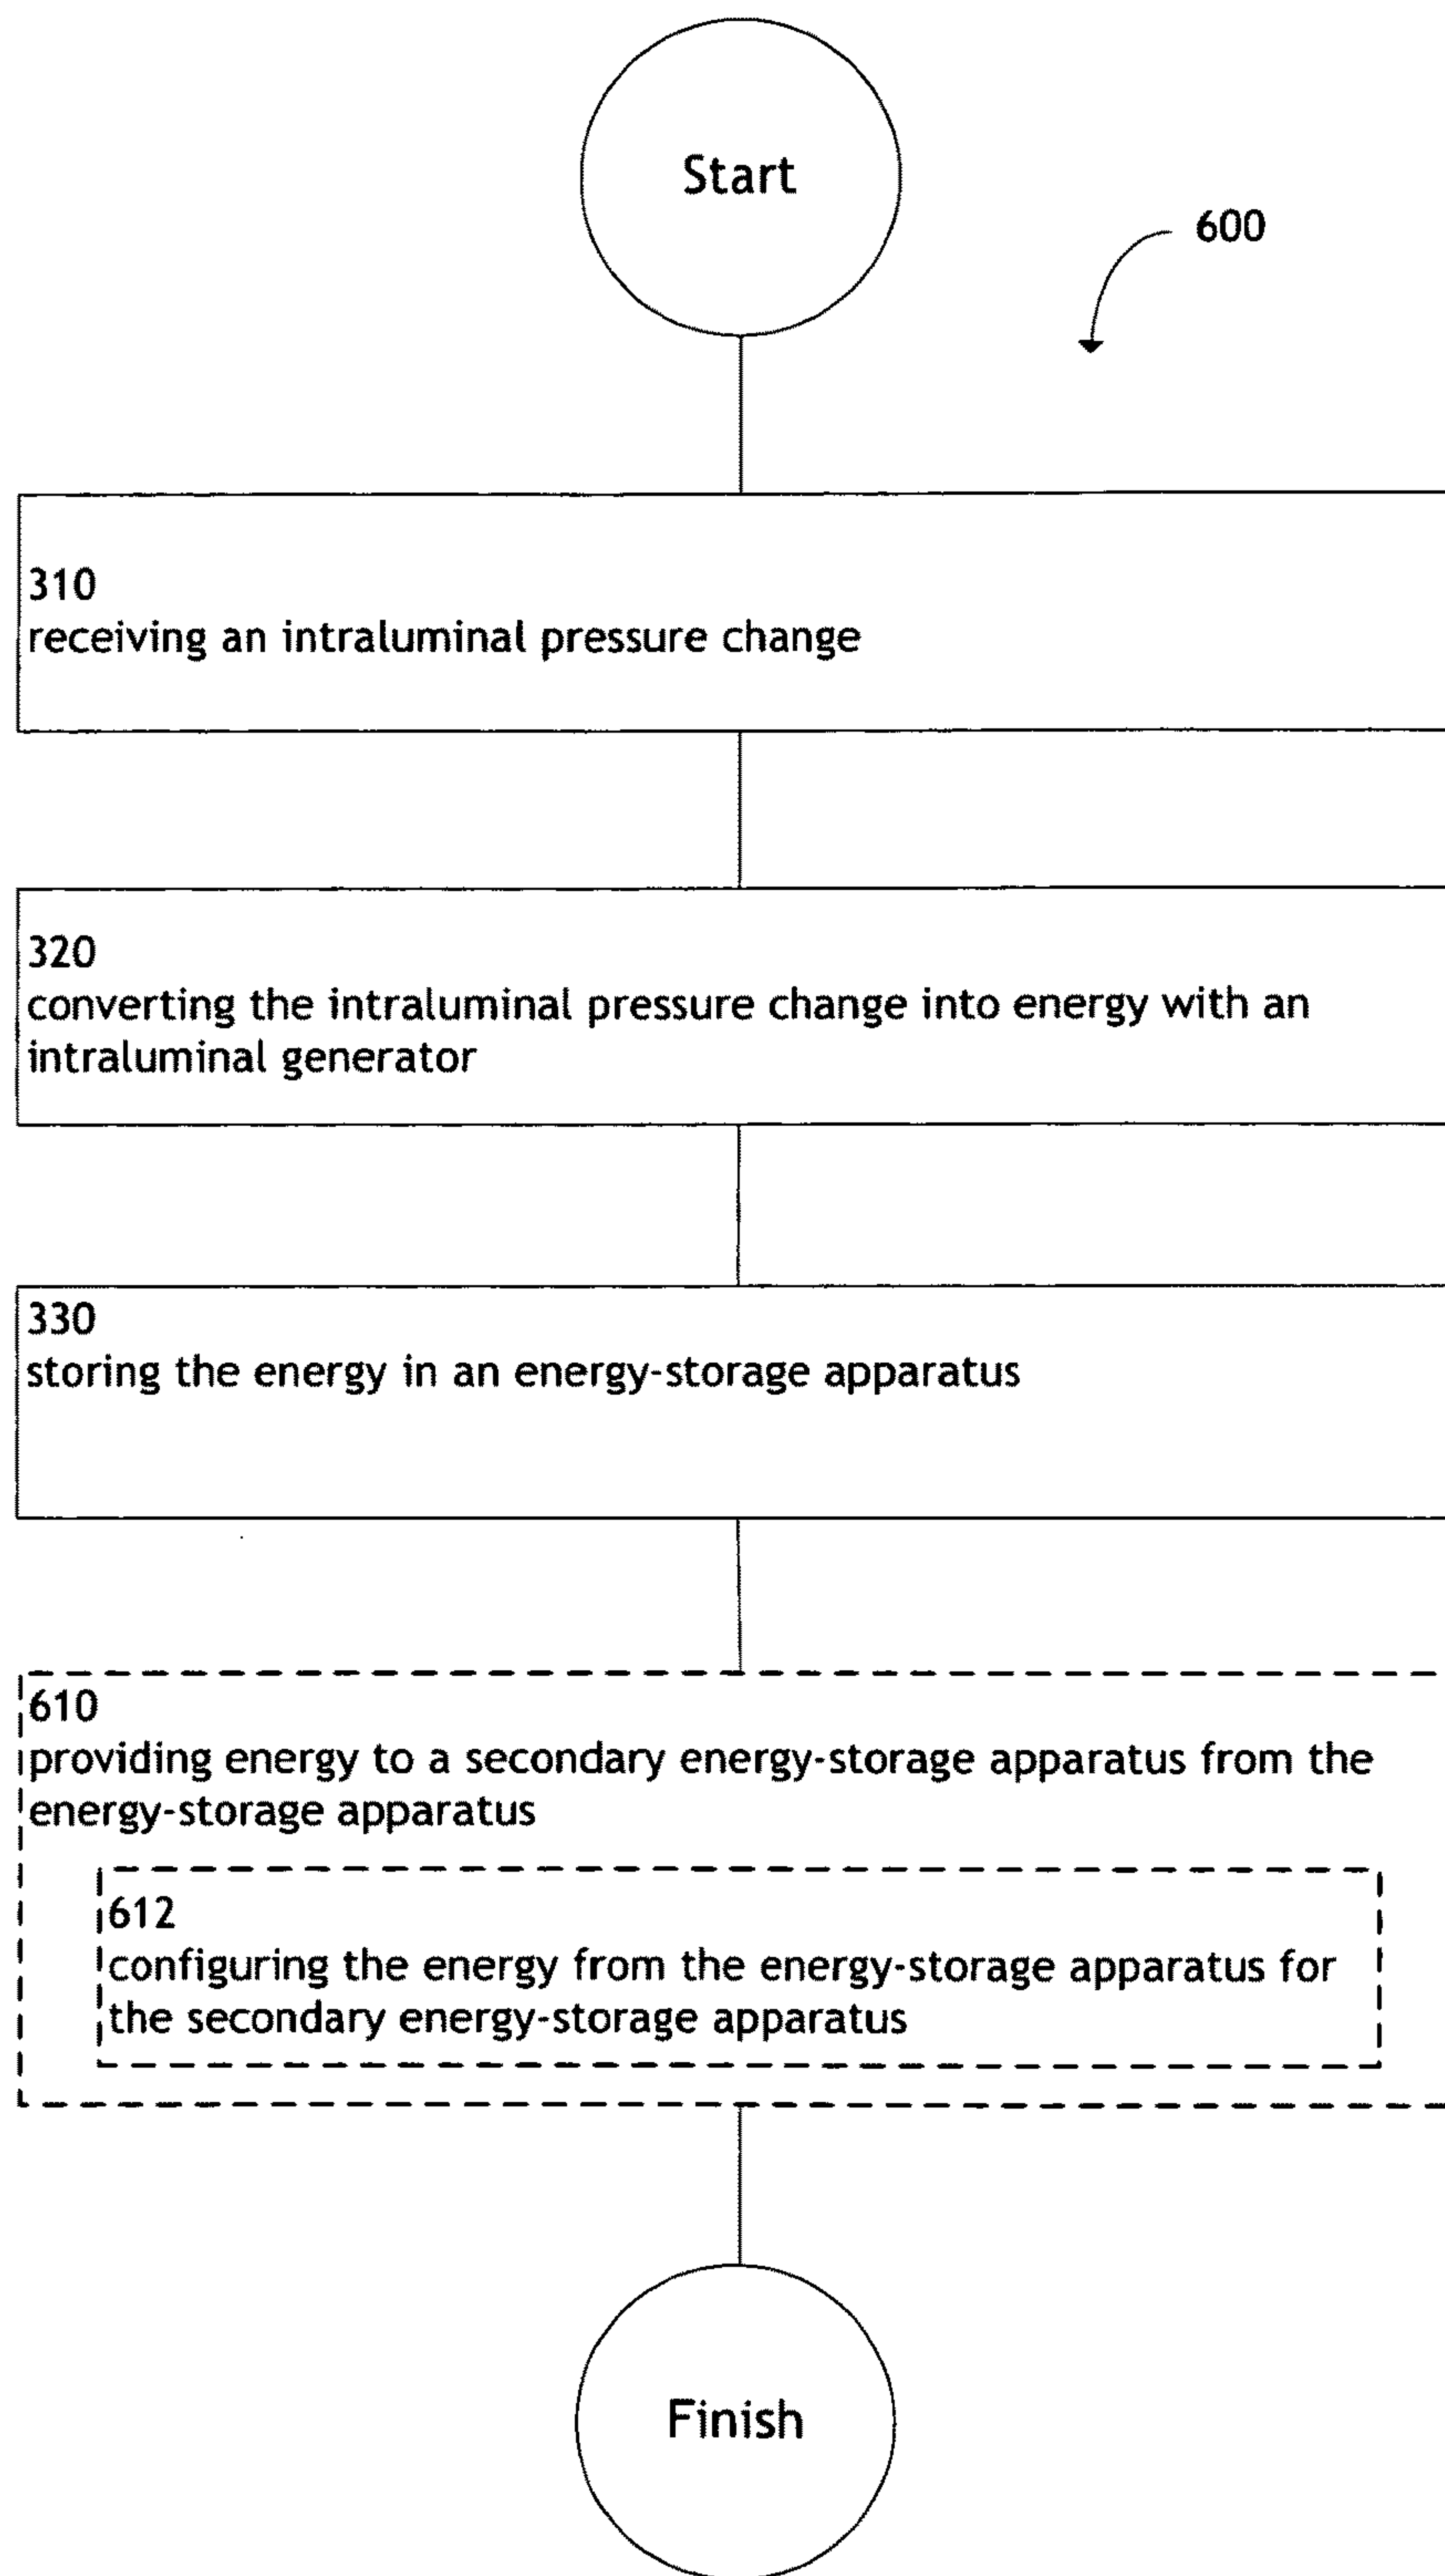 Start
600
310
receiving an intraluminal pressure change
320
converting the intraluminal pressure change into energy with an
intraluminal generator
330
storing the energy in an energy-storage apparatus
610
providing energy to a secondary energy-storage apparatus from the
energy-storage apparatus
612
configuring the energy from the energy-storage apparatus for
the secondary energy-storage apparatus
Finish